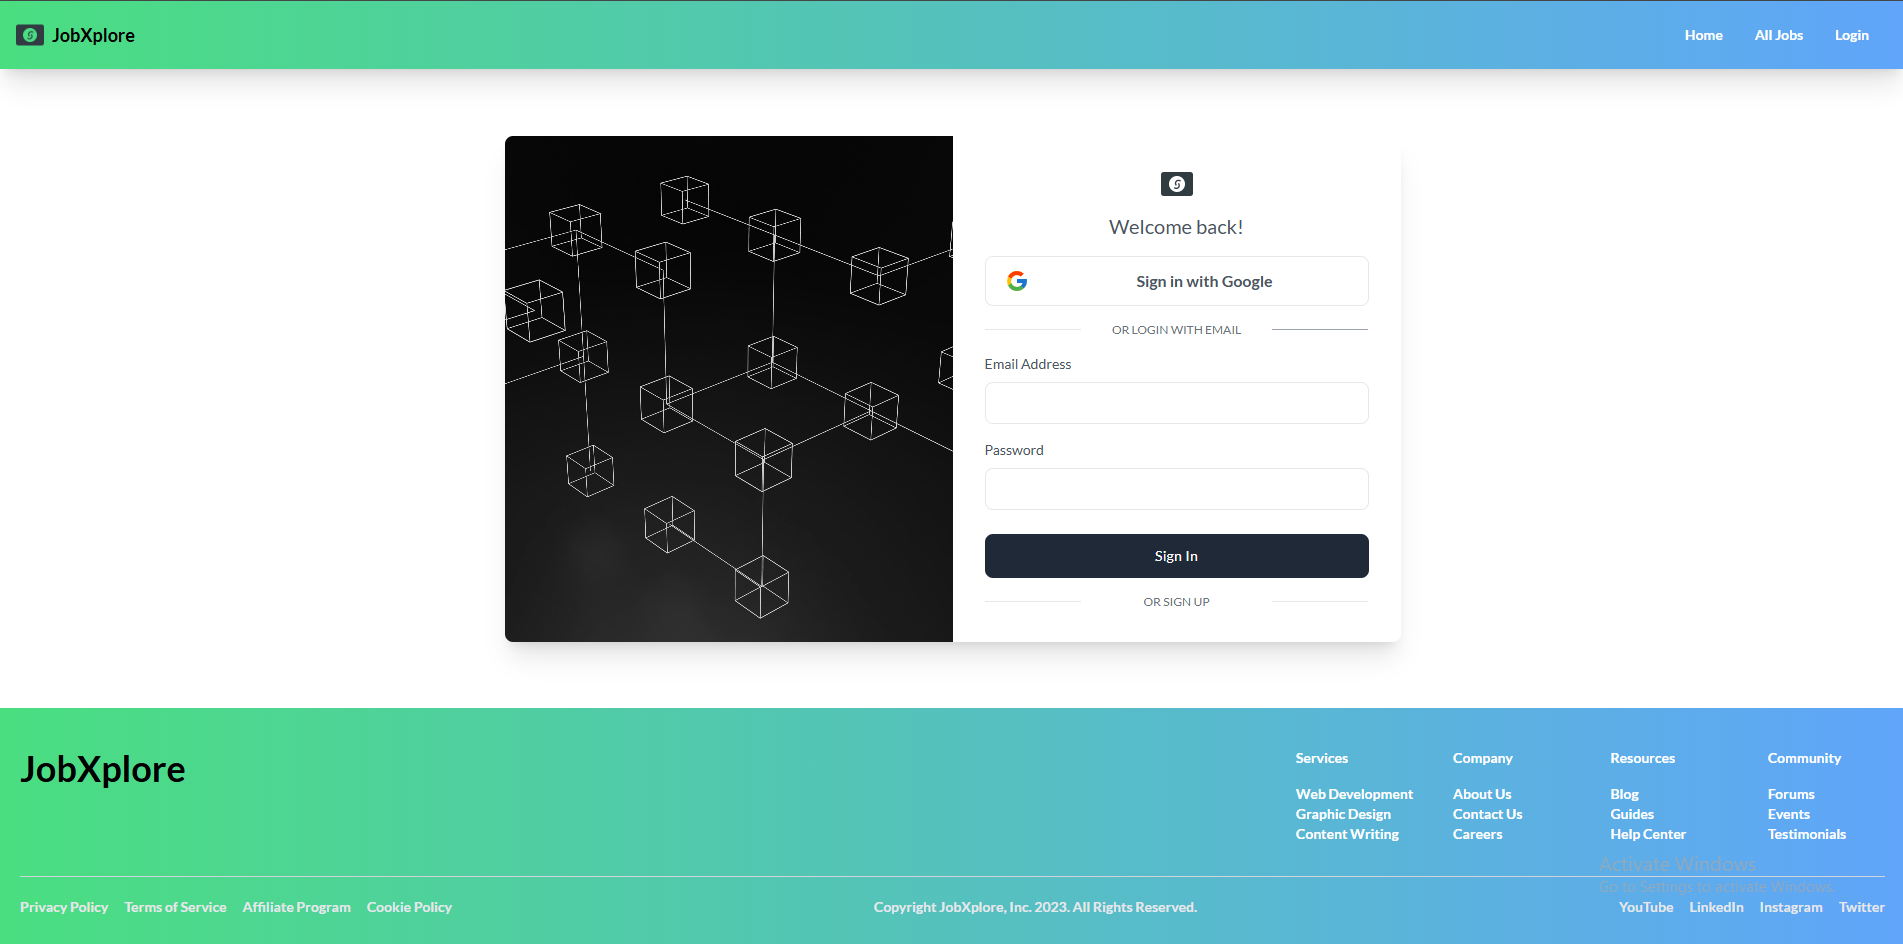 JobXplore
Home All Jobs Login
Welcome back!
Sign in with Google
OR LOGIN WITH EMAIL
Email Address
Password
Sign In
OR SIGN UP
JobXplore
Services
Web Development
Graphic Design
Content Writing
Company
About Us
Contact Us
Careers
Resources
Blog
Guides
Help Center
Community
Forums
Events
Testimonials
Activate Windows
Go to Settings to activate Windows.
Privacy Policy Terms of Service Affiliate Program Cookie Policy
Copyright JobXplore, Inc. 2023. All Rights Reserved.
YouTube LinkedIn Instagram Twitter